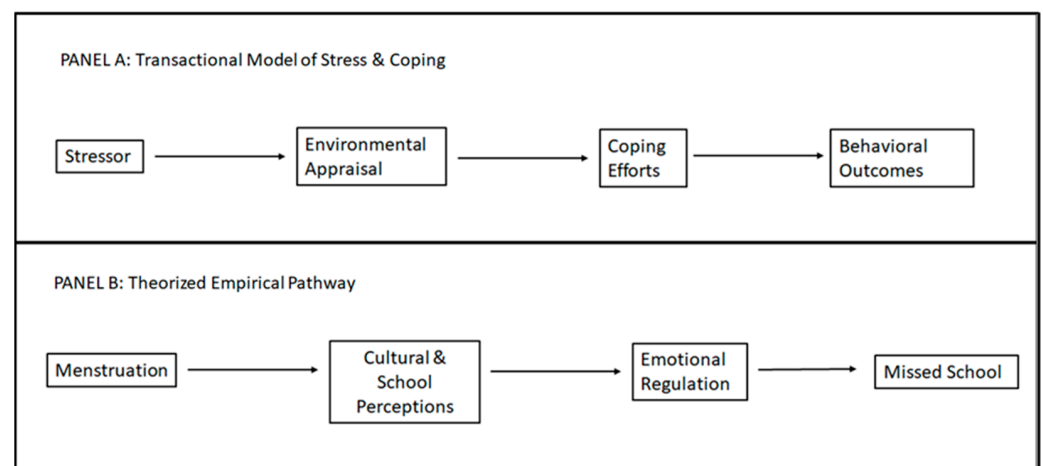 PANEL A: Transactional Model of Stress & Coping
Stressor
Environmental
Appraisal
Coping
Efforts
Behavioral
Outcomes
PANEL B: Theorized Empirical Pathway
Menstruation
Cultural &
School
Perceptions
Emotional
Regulation
Missed School